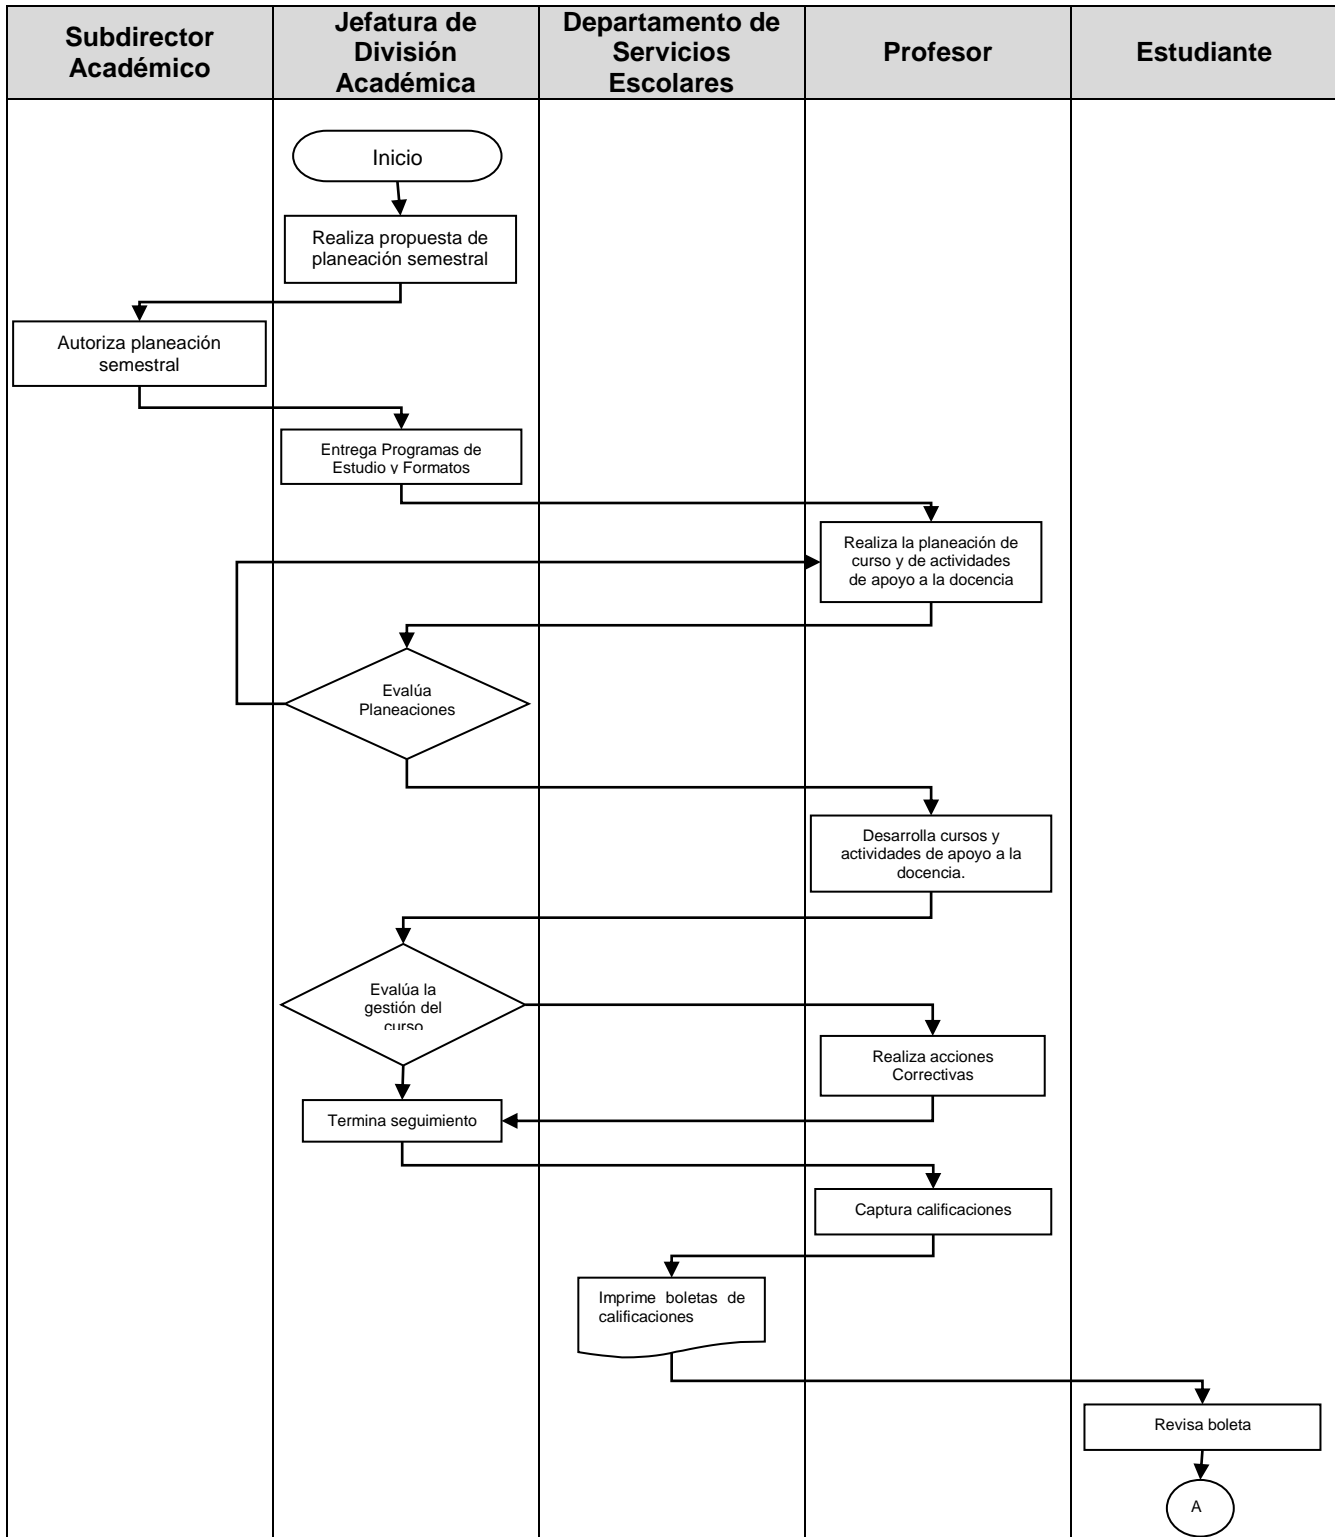 Subdirector
Académico
Jefatura de
División
Académica
Departamento de
Servicios
Escolares
Profesor
Estudiante
Inicio
Realiza propuesta de
planeación semestral
Autoriza planeación
semestral
Entrega Programas de
Estudio y Formatos
Realiza la planeación de
curso y de actividades
de apoyo a la docencia
Evalúa
Planeaciones
Desarrolla cursos y
actividades de apoyo a la
docencia.
Evalúa la
gestión del
curso
Realiza acciones
Correctivas
Termina seguimiento
Captura calificaciones
Imprime boletas de
calificaciones
Revisa boleta
A